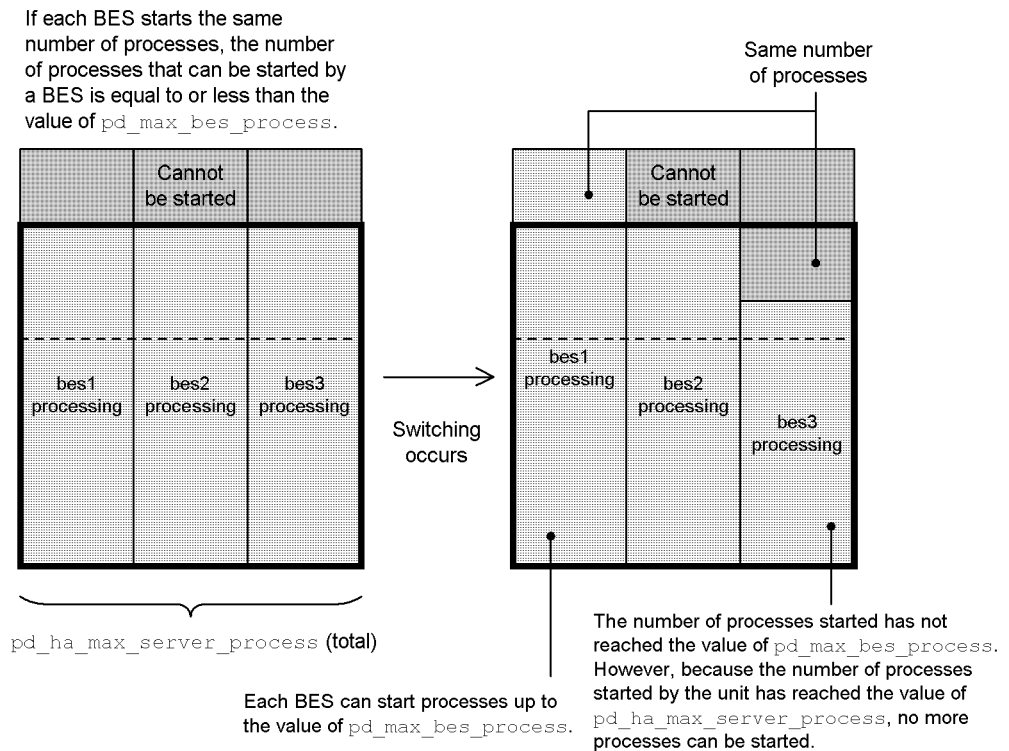 If each BES starts the same
number of processes, the number
of processes that can be started by
a BES is equal to or less than the
value of pd_max_bes_process.
Same number
of processes
Cannot
be started
Cannot
be started
bes1
processing
bes2
processing
bes3
processing
Switching
occurs
bes1
processing
bes2
processing
bes3
processing
pd_ha_max_server_process (total)
Each BES can start processes up to
the value of pd_max_bes_process.
The number of processes started has not
reached the value of pd_max_bes_process.
However, because the number of processes
started by the unit has reached the value of
pd_ha_max_server_process, no more
processes can be started.